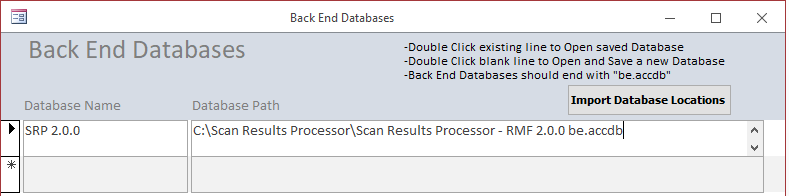 Back End Databases
Back End Databases
-Double Click existing line to Open saved Database
-Double Click blank line to Open and Save a new Database
-Back End Databases should end with "be.accdb"
Import Database Locations
Database Name Database Path
SRP 2.0.0 C:\Scan Results Processor\Scan Results Processor - RMF 2.0.0 be.accdb